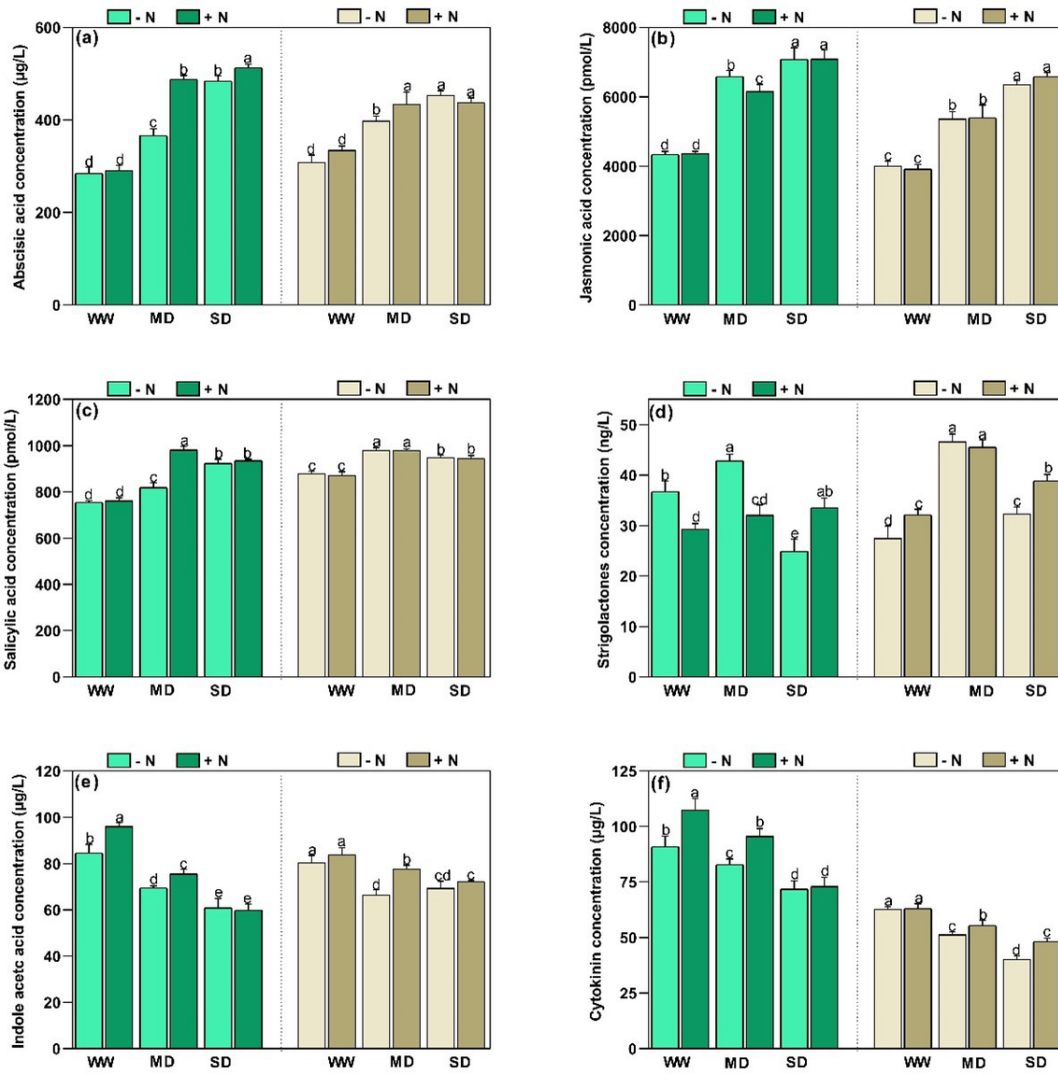 - N + N - N + N
(a)
Abscisic acid concentration (µg/L)
600
400
200
0
d d c b b a d d b a a a
WW MD SD WW MD SD
- N + N - N + N
(b)
Jasmonic acid concentration (pmol/L)
8000
6000
4000
2000
0
d d b c a a c c b b a a
WW MD SD WW MD SD
- N + N - N + N
(c)
Salicylic acid concentration (pmol/L)
1200
1000
800
600
400
200
0
d d c a b b c c a a b b
WW MD SD WW MD SD
- N + N - N + N
(d)
Strigolactones concentration (ng/L)
50
40
30
20
10
0
b d a cd e ab d c a a c b
WW MD SD WW MD SD
- N + N - N + N
(e)
Indole acetc acid concentration (µg/L)
120
100
80
60
40
20
0
b a d c e e a a d b cd c
WW MD SD WW MD SD
- N + N - N + N
(f)
Cytokinin concentration (µg/L)
125
100
75
50
25
0
b a c b d d a a c b d c
WW MD SD WW MD SD